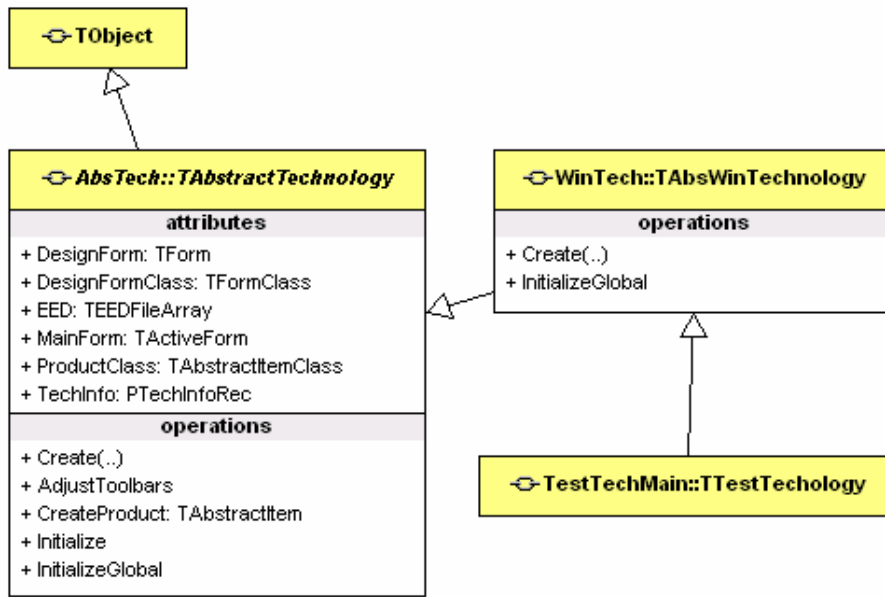 TObject
AbsTech::TAbstractTechnology
attributes
+ DesignForm: TForm
+ DesignFormClass: TFormClass
+ EED: TEEDFileArray
+ MainForm: TActiveForm
+ ProductClass: TAbstractItemClass
+ TechInfo: PTechInfoRec
operations
+ Create(..)
+ AdjustToolbars
+ CreateProduct: TAbstractItem
+ Initialize
+ InitializeGlobal
WinTech::TAbsWinTechnology
operations
+ Create(..)
+ InitializeGlobal
TestTechMain::TTestTechology